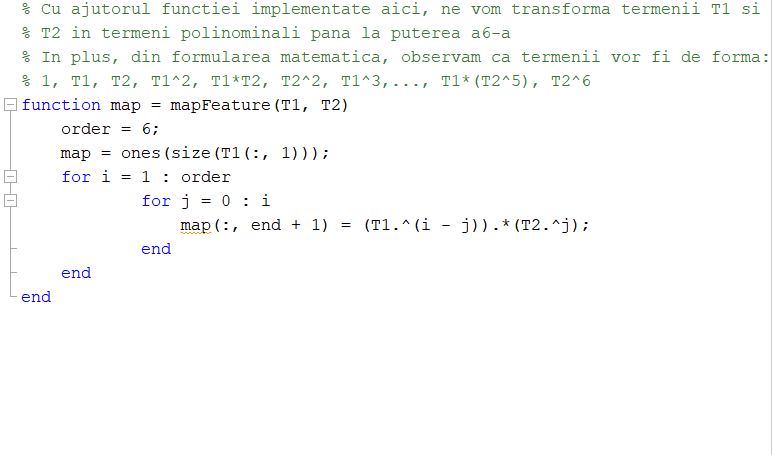 % Cu ajutorul functiei implementate aici, ne vom transforma termenii T1 si
% T2 in termeni polinominali pana la puterea a6-a
% In plus, din formularea matematica, observam ca termenii vor fi de forma:
% 1, T1, T2, T1^2, T1*T2, T2^2, T1^3,..., T1*(T2^5), T2^6
function map = mapFeature(T1, T2)
    order = 6;
    map = ones(size(T1(:, 1)));
    for i = 1 : order
            for j = 0 : i
                map(:, end + 1) = (T1.^(i - j)).*(T2.^j);
            end
    end
end